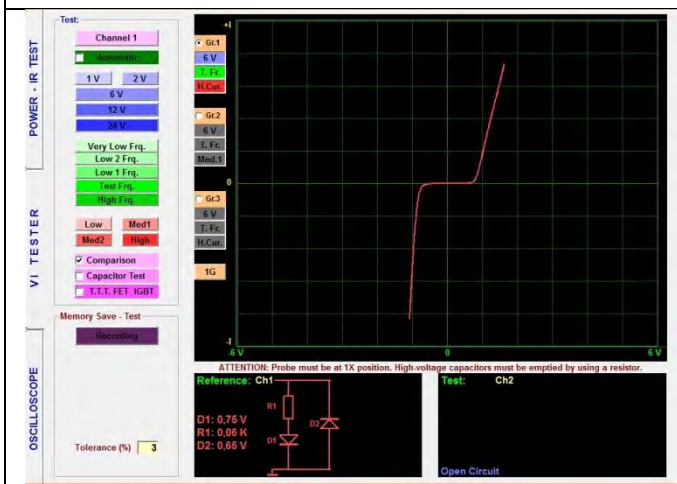 POWER - IR TEST
VI TESTER
OSCILLOSCOPE
Test:
Channel 1
Automatic
1 V 2 V
6 V
12 V
24 V
Very Low Frq.
Low 2 Frq.
Low 1 Frq.
Test Frq.
High Frq.
Low Med1
Med2 High
Comparison
Capacitor Test
T.T.T. FET IGBT
Memory Save - Test
Recording
Tolerance (%) 3
Gr.1
6 V
T. Fr.
H.Cur.
Gr.2
6 V
T. Fr.
Med.1
Gr.3
6 V
T. Fr.
H.Cur.
1G
+I
0
-I
-6 V 0 6 V
ATTENTION: Probe must be at 1X position. High-voltage capacitors must be emptied by using a resistor.
Reference: Ch1
R1
D1
D2
D1: 0,75 V
R1: 0,06 K
D2: 0,65 V
Test: Ch2
Open Circuit